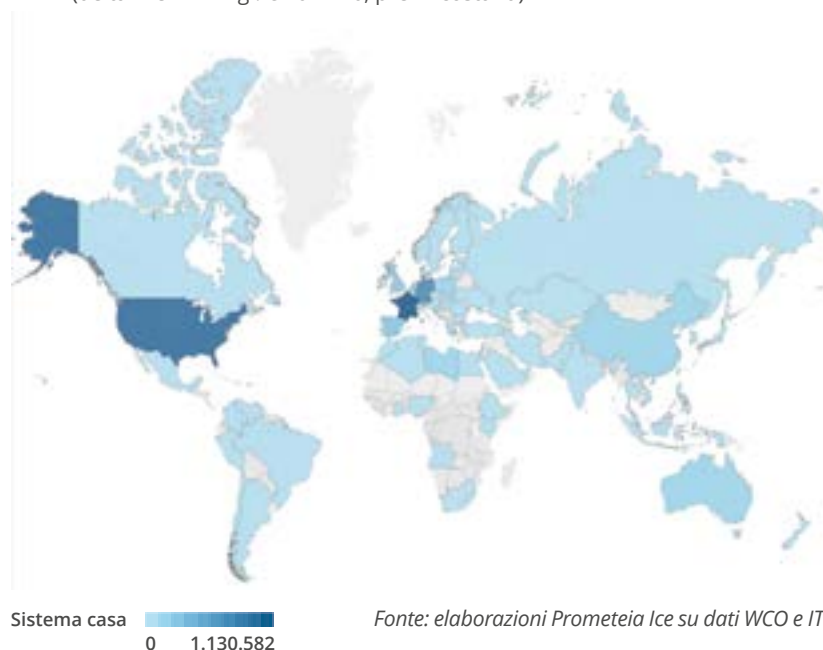 Sistema casa
0 1.130.582
Fonte: elaborazioni Prometeia Ice su dati WCO e IT